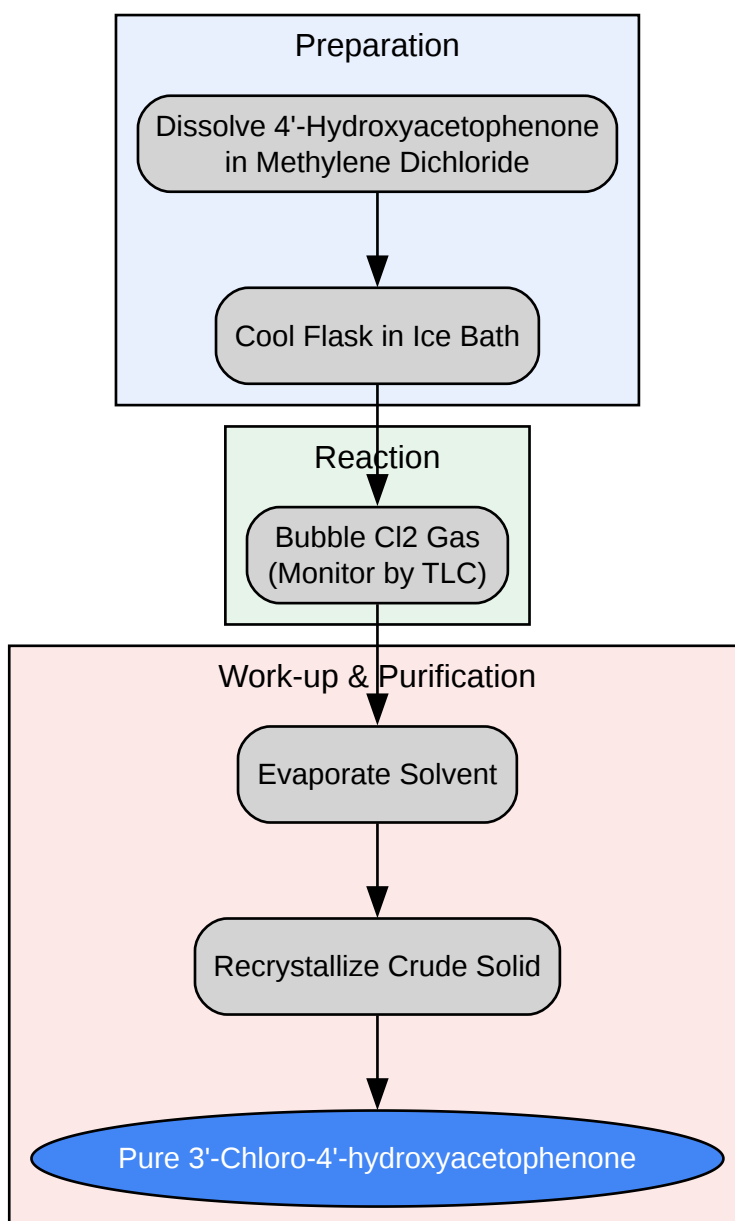 Preparation
Dissolve 4'-Hydroxyacetophenone
in Methylene Dichloride
Cool Flask in Ice Bath
Reaction
Bubble Cl2 Gas
(Monitor by TLC)
Work-up & Purification
Evaporate Solvent
Recrystallize Crude Solid
Pure 3'-Chloro-4'-hydroxyacetophenone